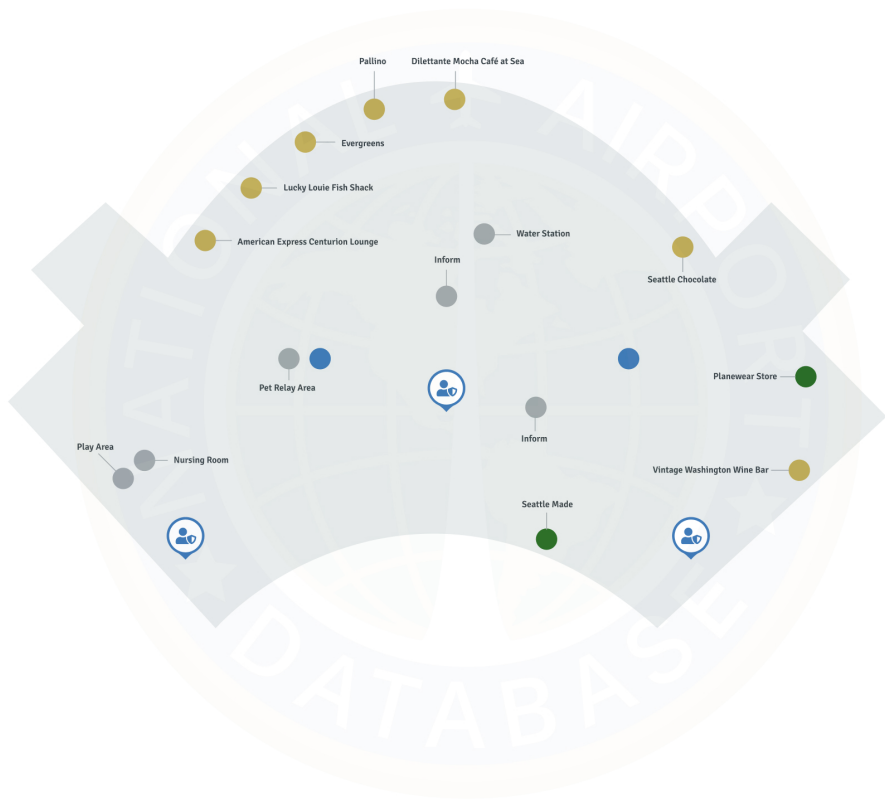 Pallino
Dilettante Mocha Café at Sea
Evergreens
Lucky Louie Fish Shack
American Express Centurion Lounge
Water Station
Inform
Seattle Chocolate
Pet Relay Area
Planewear Store
Inform
Play Area
Nursing Room
Vintage Washington Wine Bar
Seattle Made
NATIONAL AIRPORT
DATABASE